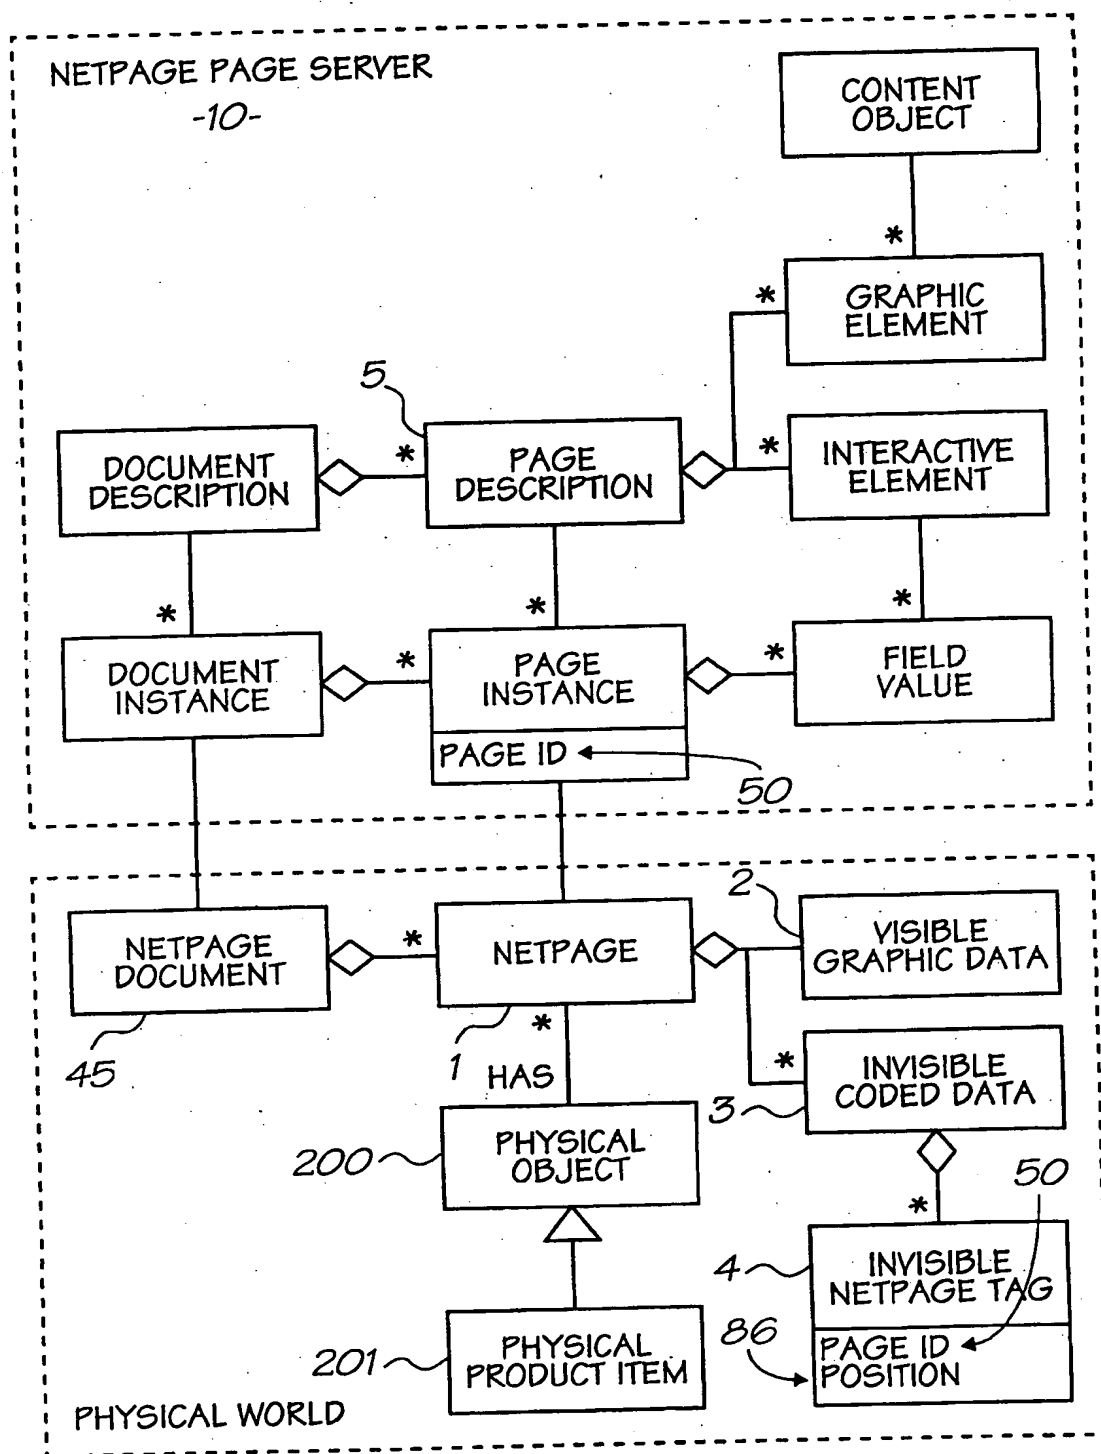 NETPAGE PAGE SERVER
-10-
CONTENT
OBJECT
*
GRAPHIC
ELEMENT
*
5
DOCUMENT
DESCRIPTION
*
PAGE
DESCRIPTION
*
INTERACTIVE
ELEMENT
*
*
*
DOCUMENT
INSTANCE
*
PAGE
INSTANCE
*
FIELD
VALUE
PAGE ID
50
NETPAGE
DOCUMENT
*
NETPAGE
2
VISIBLE
GRAPHIC DATA
45
1
*
HAS
*
3
INVISIBLE
CODED DATA
200
PHYSICAL
OBJECT
50
*
4
INVISIBLE
NETPAGE TAG
86
PAGE ID
POSITION
201
PHYSICAL
PRODUCT ITEM
PHYSICAL WORLD